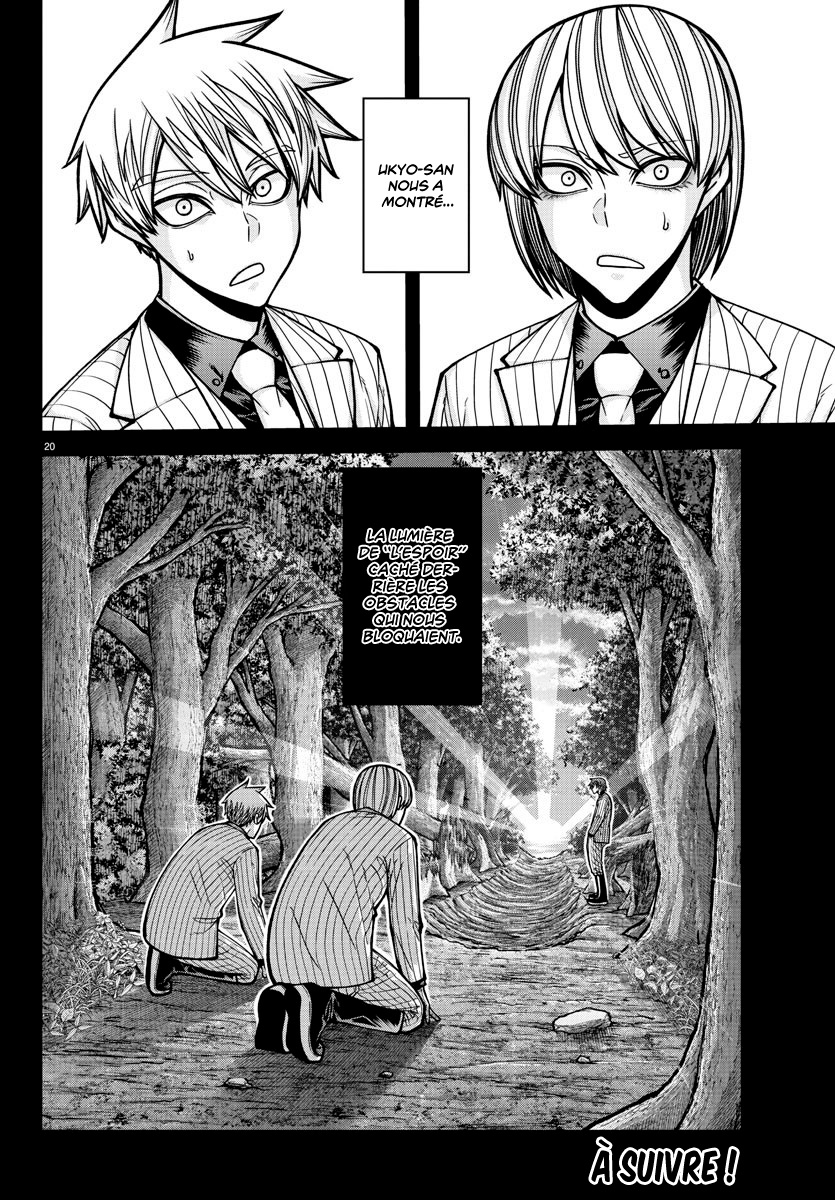 UKYO-SAN
NOUS A
MONTRÉ...
20
LA LUMIÈRE
DE "L'ESPOIR"
CACHÉ DER-
RIÈRE LES
OBSTACLES
QUI NOUS
BLOQUAIENT.
À SUIVRE !